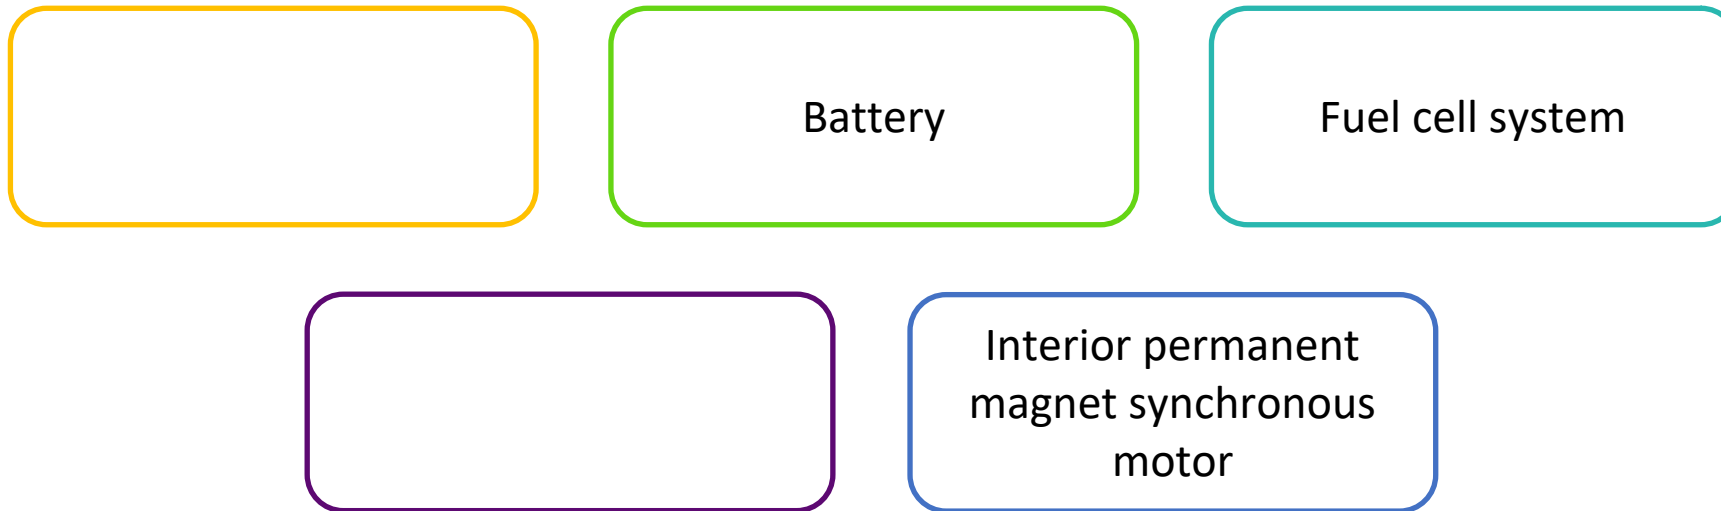 Battery
Fuel cell system
Interior permanent
magnet synchronous
motor